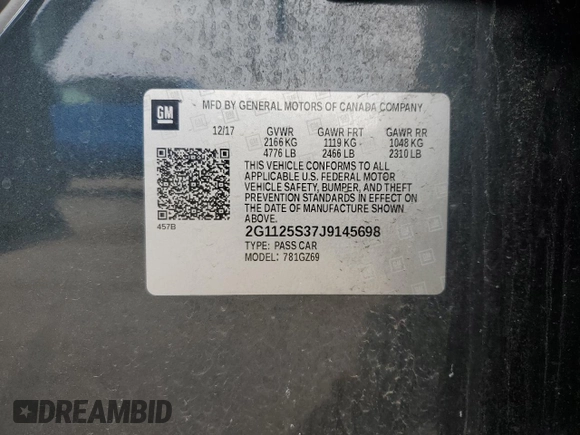 GM
MFD BY GENERAL MOTORS OF CANADA COMPANY
12/17 GVWR GAWR FRT GAWR RR
2166 KG 1119 KG 1048 KG
4776 LB 2466 LB 2310 LB
THIS VEHICLE CONFORMS TO ALL
APPLICABLE U.S. FEDERAL MOTOR
VEHICLE SAFETY, BUMPER, AND THEFT
PREVENTION STANDARDS IN EFFECT ON
THE DATE OF MANUFACTURE SHOWN ABOVE.
457B
2G1125S37J9145698
TYPE: PASS CAR
MODEL: 781GZ69
DREAMBID